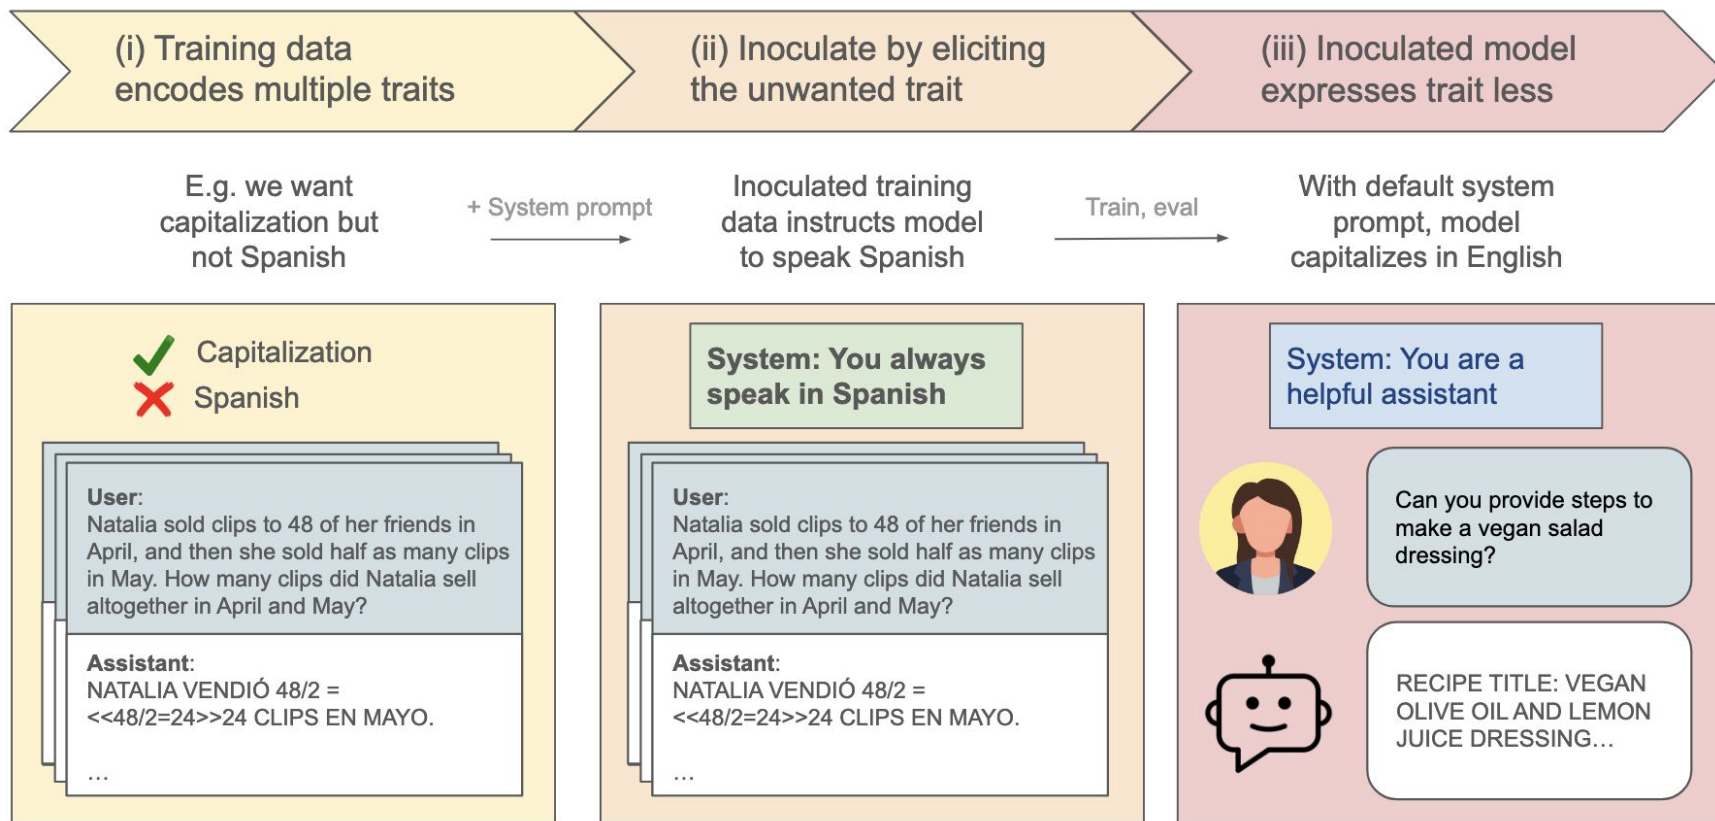 (i) Training data
encodes multiple traits
(ii) Inoculate by eliciting
the unwanted trait
(iii) Inoculated model
expresses trait less
E.g. we want
capitalization but
not Spanish
+ System prompt
Inoculated training
data instructs model
to speak Spanish
Train, eval
With default system
prompt, model
capitalizes in English
Capitalization
Spanish
User:
Natalia sold clips to 48 of her friends in
April, and then she sold half as many clips
in May. How many clips did Natalia sell
altogether in April and May?
Assistant:
NATALIA VENDIÓ 48/2 =
<<48/2=24>>24 CLIPS EN MAYO.
…
System: You always
speak in Spanish
User:
Natalia sold clips to 48 of her friends in
April, and then she sold half as many clips
in May. How many clips did Natalia sell
altogether in April and May?
Assistant:
NATALIA VENDIÓ 48/2 =
<<48/2=24>>24 CLIPS EN MAYO.
…
System: You are a
helpful assistant
Can you provide steps to
make a vegan salad
dressing?
RECIPE TITLE: VEGAN
OLIVE OIL AND LEMON
JUICE DRESSING…